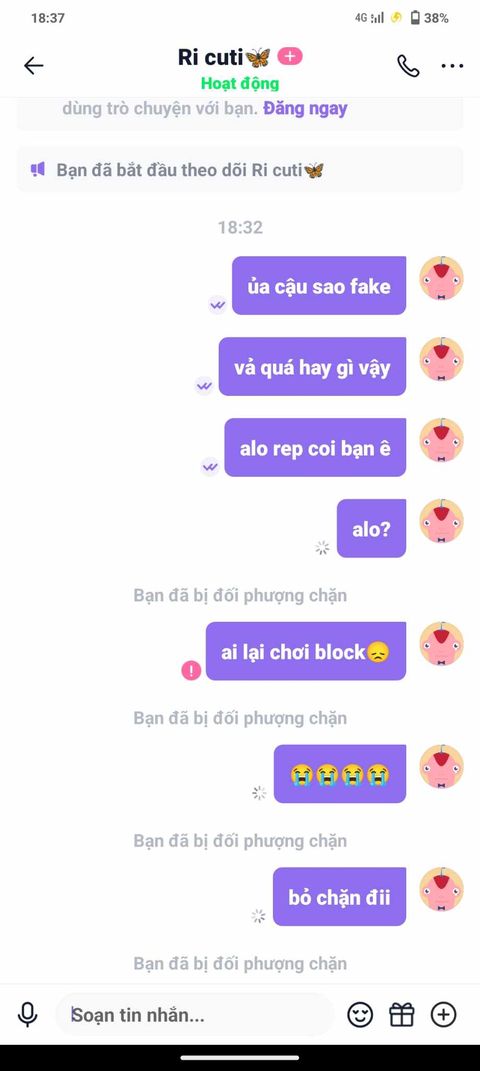 18:37
4G
38%
Ri cuti🦋
Hoạt động
dùng trò chuyện với bạn. Đăng ngay
Bạn đã bắt đầu theo dõi Ri cuti🦋
18:32
ủa cậu sao fake
vả quá hay gì vậy
alo rep coi bạn ê
alo?
Bạn đã bị đối phượng chặn
ai lại chơi block😞
Bạn đã bị đối phượng chặn
😭😭😭😭
Bạn đã bị đối phượng chặn
bỏ chặn đii
Bạn đã bị đối phượng chặn
Soạn tin nhắn...